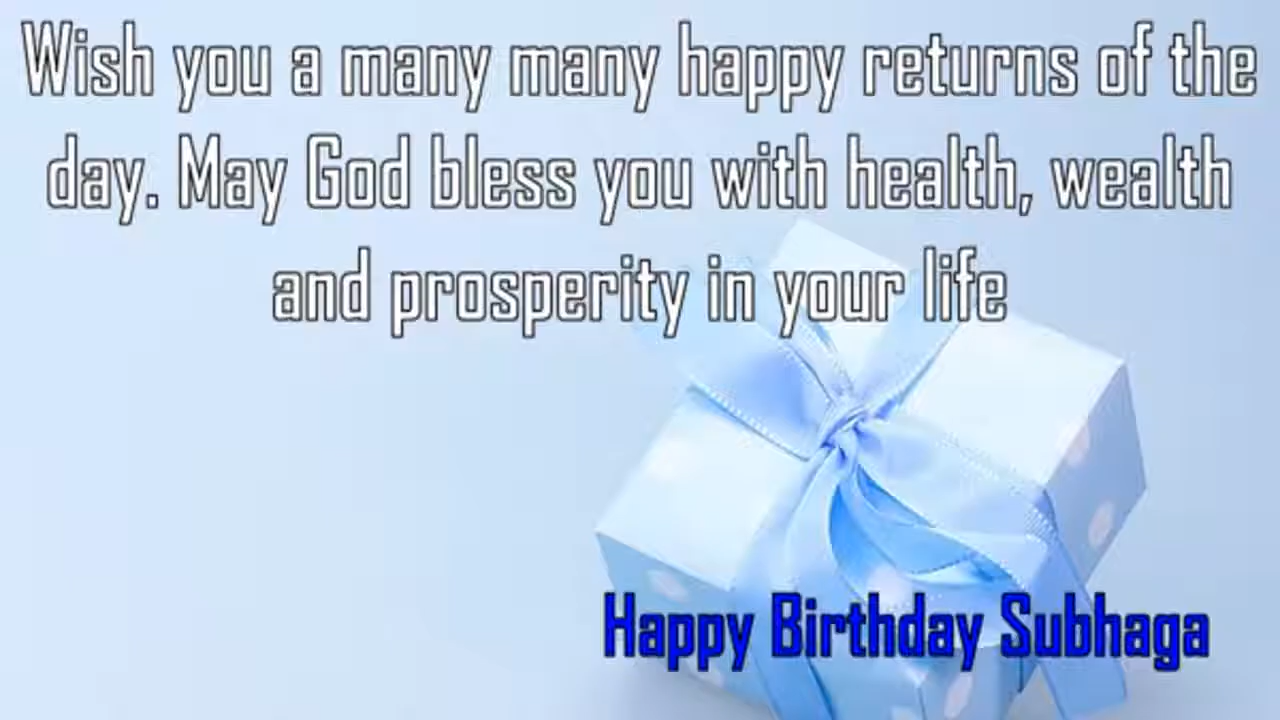 Wish you a many many happy returns of the
day. May God bless you with health, wealth
and prosperity in your life
Happy Birthday Subhaga